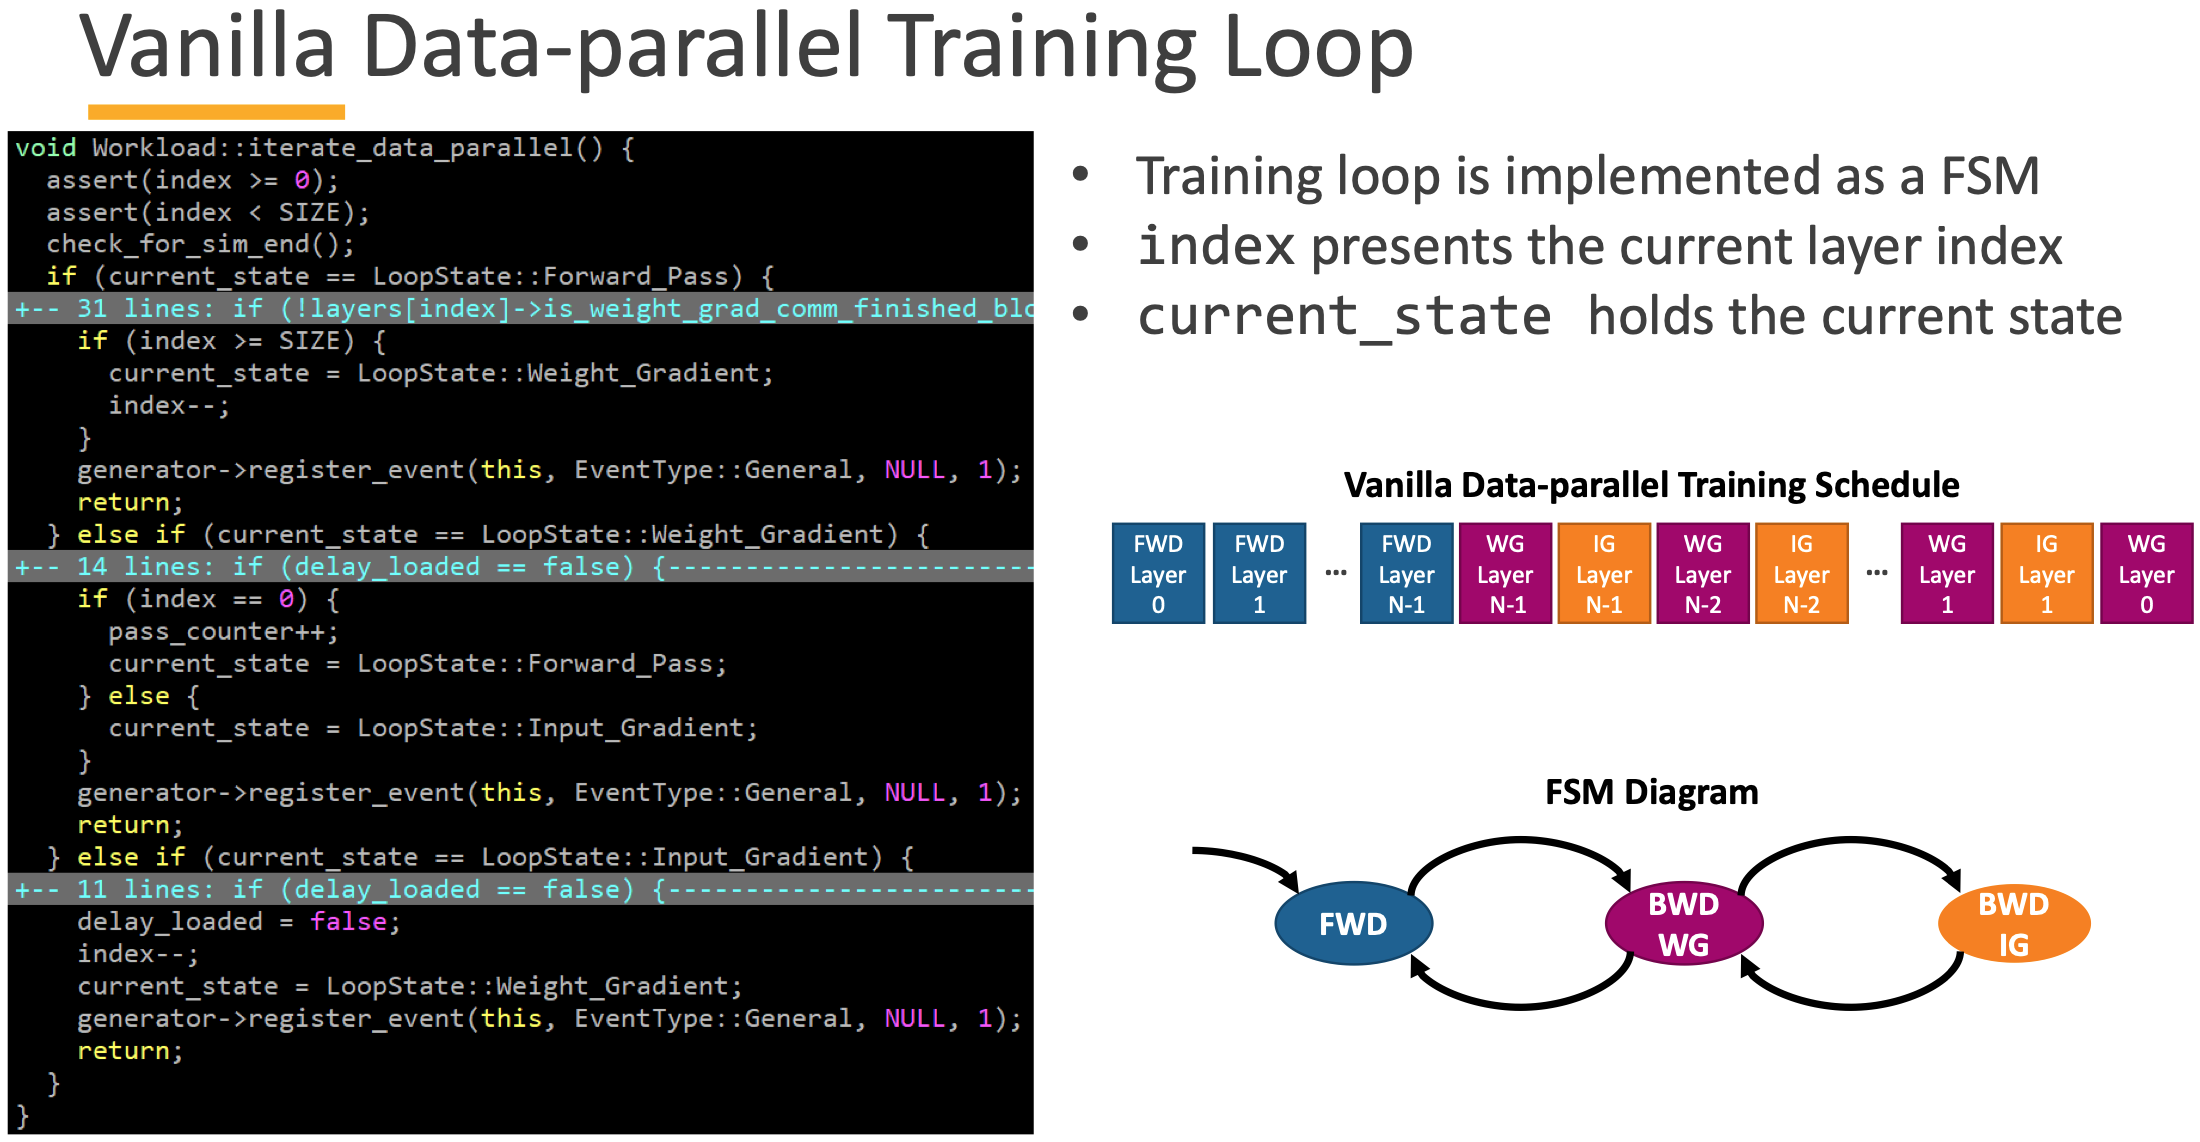 Vanilla Data-parallel Training Loop
void Workload::iterate_data_parallel() {
  assert(index >= 0);
  assert(index < SIZE);
  check_for_sim_end();
  if (current_state == LoopState::Forward_Pass) {
+-- 31 lines: if (!layers[index]->is_weight_grad_comm_finished_blo
    if (index >= SIZE) {
      current_state = LoopState::Weight_Gradient;
      index--;
    }
    generator->register_event(this, EventType::General, NULL, 1);
    return;
  } else if (current_state == LoopState::Weight_Gradient) {
+-- 14 lines: if (delay_loaded == false) {------------------------
    if (index == 0) {
      pass_counter++;
      current_state = LoopState::Forward_Pass;
    } else {
      current_state = LoopState::Input_Gradient;
    }
    generator->register_event(this, EventType::General, NULL, 1);
    return;
  } else if (current_state == LoopState::Input_Gradient) {
+-- 11 lines: if (delay_loaded == false) {------------------------
    delay_loaded = false;
    index--;
    current_state = LoopState::Weight_Gradient;
    generator->register_event(this, EventType::General, NULL, 1);
    return;
  }
}
• Training loop is implemented as a FSM
• index presents the current layer index
• current_state holds the current state
Vanilla Data-parallel Training Schedule
FWD
Layer
0
FWD
Layer
1
...
FWD
Layer
N-1
WG
Layer
N-1
IG
Layer
N-1
WG
Layer
N-2
IG
Layer
N-2
...
WG
Layer
1
IG
Layer
1
WG
Layer
0
FSM Diagram
FWD
BWD
WG
BWD
IG